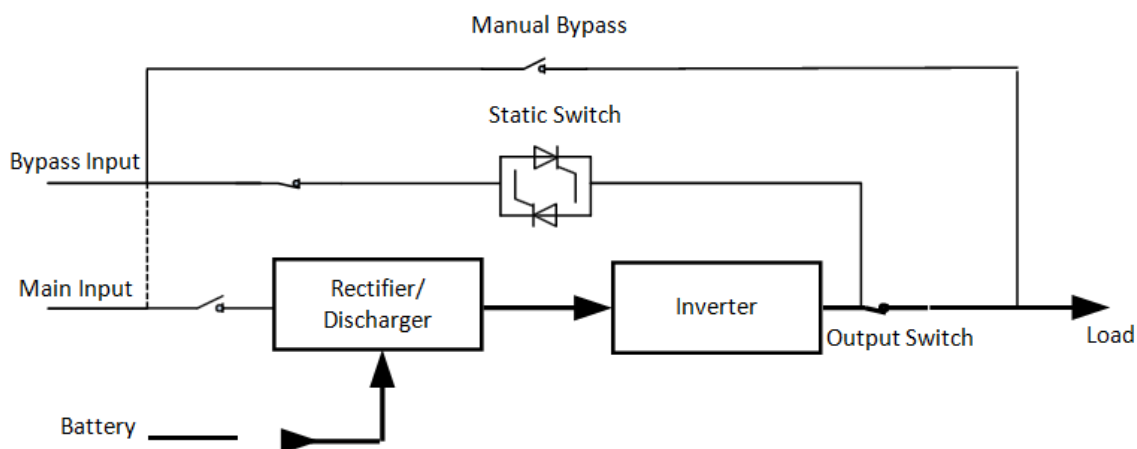 Manual Bypass
Static Switch
Bypass Input
Main Input
Rectifier/
Discharger
Inverter
Output Switch
Load
Battery